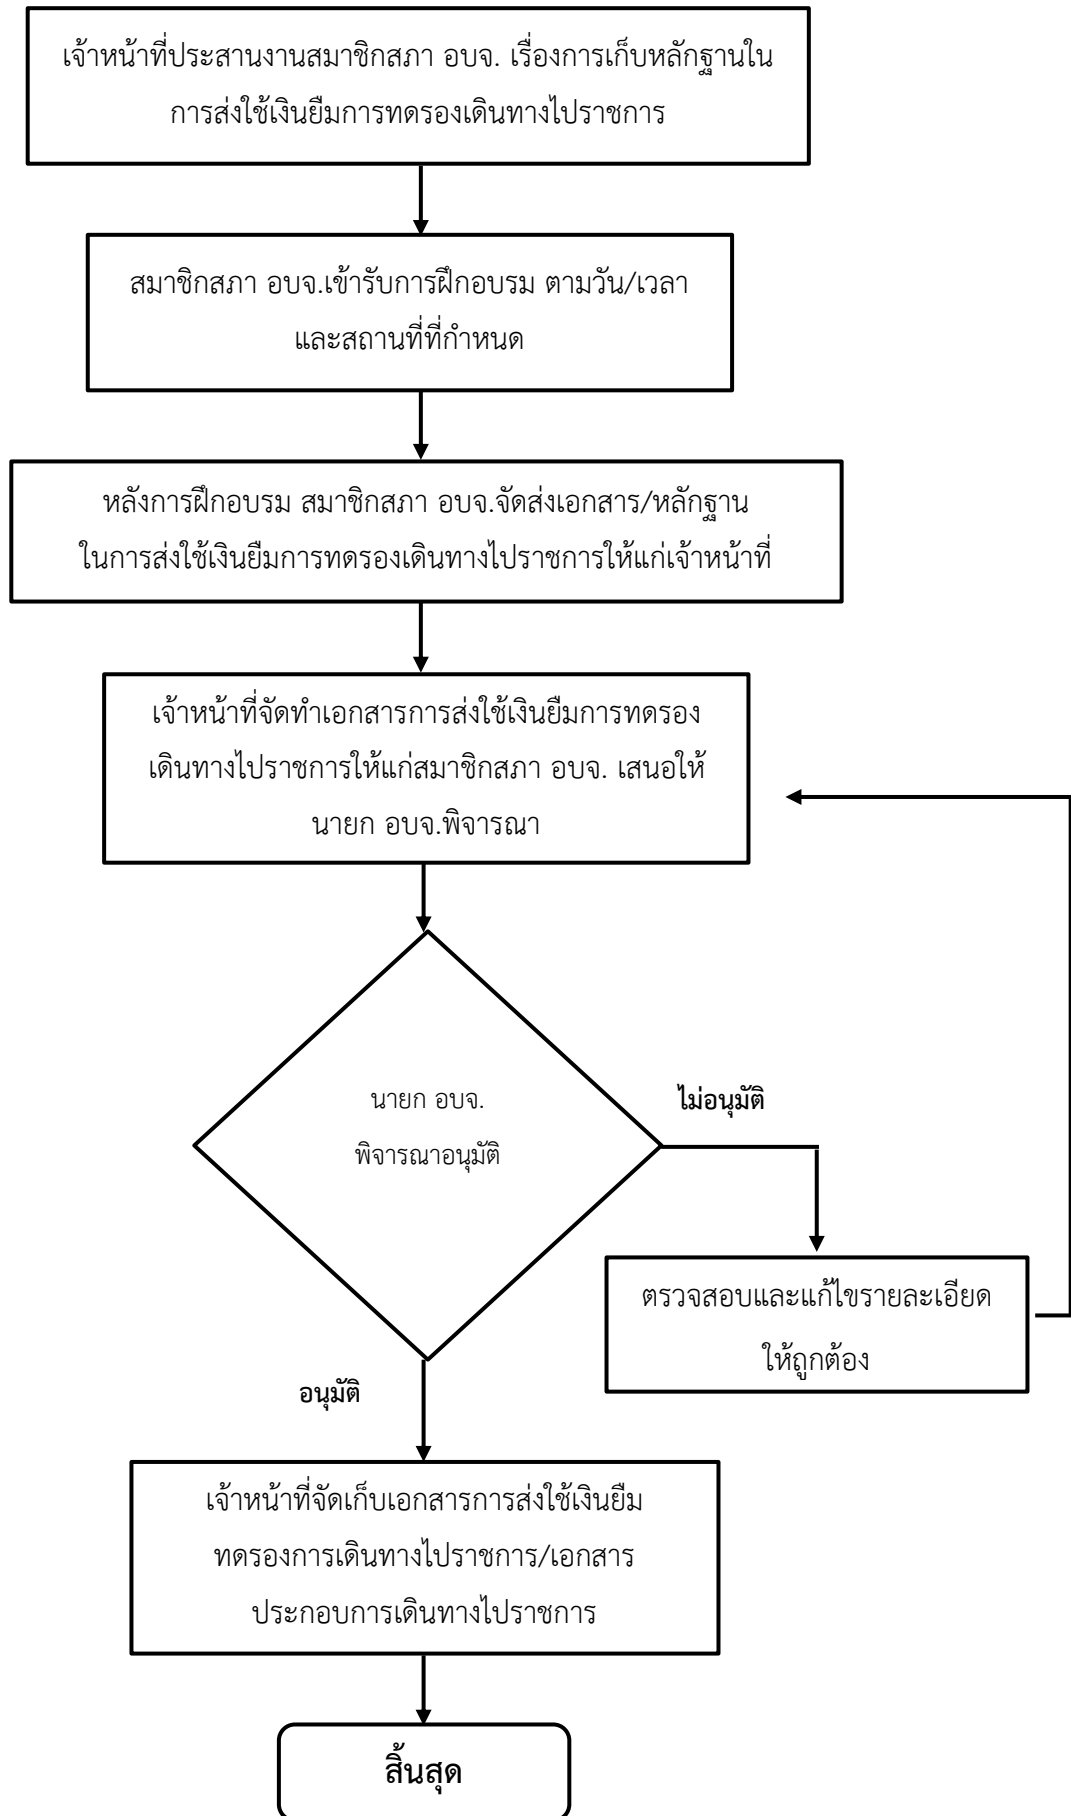 เจ้าหน้าที่ประสานงานสมาชิกสภา อบจ. เรื่องการเก็บหลักฐานใน
การส่งใช้เงินยืมการทดรองเดินทางไปราชการ
สมาชิกสภา อบจ.เข้ารับการฝึกอบรม ตามวัน/เวลา
และสถานที่ที่กำหนด
หลังการฝึกอบรม สมาชิกสภา อบจ.จัดส่งเอกสาร/หลักฐาน
ในการส่งใช้เงินยืมการทดรองเดินทางไปราชการให้แก่เจ้าหน้าที่
เจ้าหน้าที่จัดทำเอกสารการส่งใช้เงินยืมการทดรอง
เดินทางไปราชการให้แก่สมาชิกสภา อบจ. เสนอให้
นายก อบจ.พิจารณา
นายก อบจ.
พิจารณาอนุมัติ
ไม่อนุมัติ
ตรวจสอบและแก้ไขรายละเอียด
ให้ถูกต้อง
อนุมัติ
เจ้าหน้าที่จัดเก็บเอกสารการส่งใช้เงินยืม
ทดรองการเดินทางไปราชการ/เอกสาร
ประกอบการเดินทางไปราชการ
สิ้นสุด